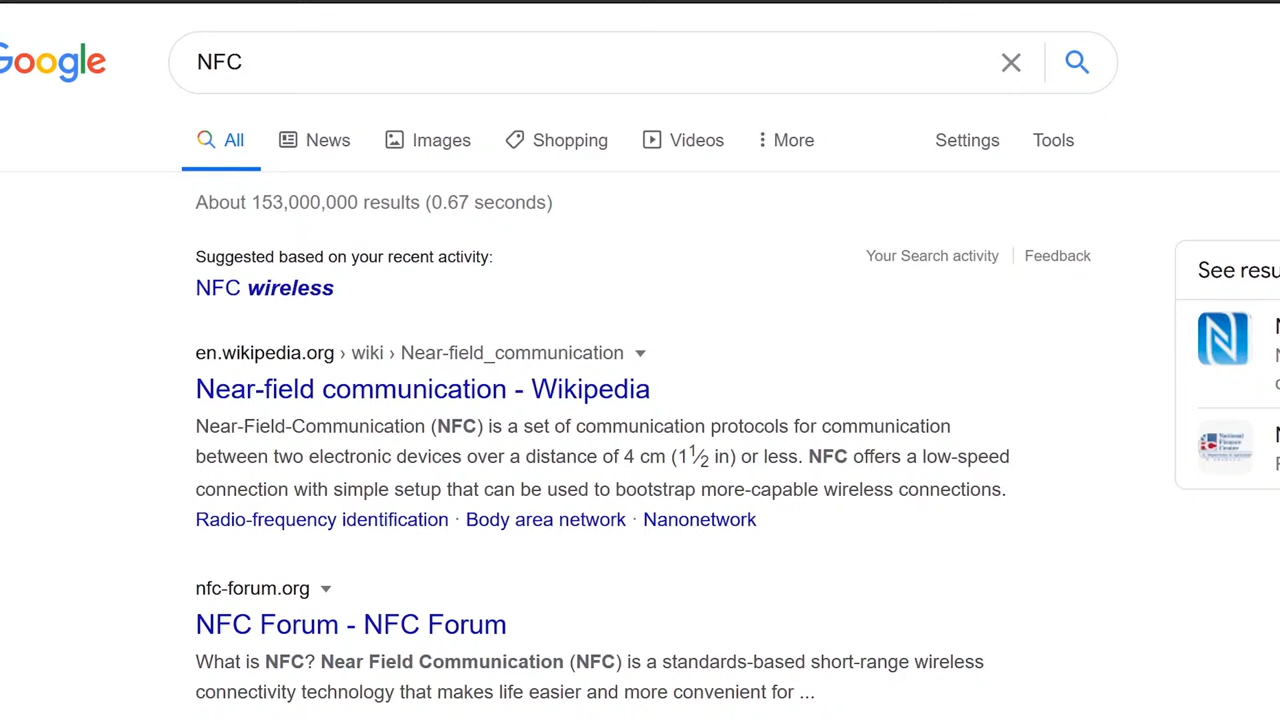 Google
NFC
All News Images Shopping Videos More Settings Tools
About 153,000,000 results (0.67 seconds)
Suggested based on your recent activity:
Your Search activity Feedback
NFC wireless
See resu
en.wikipedia.org › wiki › Near-field_communication
Near-field communication - Wikipedia
Near-Field-Communication (NFC) is a set of communication protocols for communication
between two electronic devices over a distance of 4 cm (1 1⁄2 in) or less. NFC offers a low-speed
connection with simple setup that can be used to bootstrap more-capable wireless connections.
Radio-frequency identification · Body area network · Nanonetwork
National
Finance
Center
nfc-forum.org
NFC Forum - NFC Forum
What is NFC? Near Field Communication (NFC) is a standards-based short-range wireless
connectivity technology that makes life easier and more convenient for ...